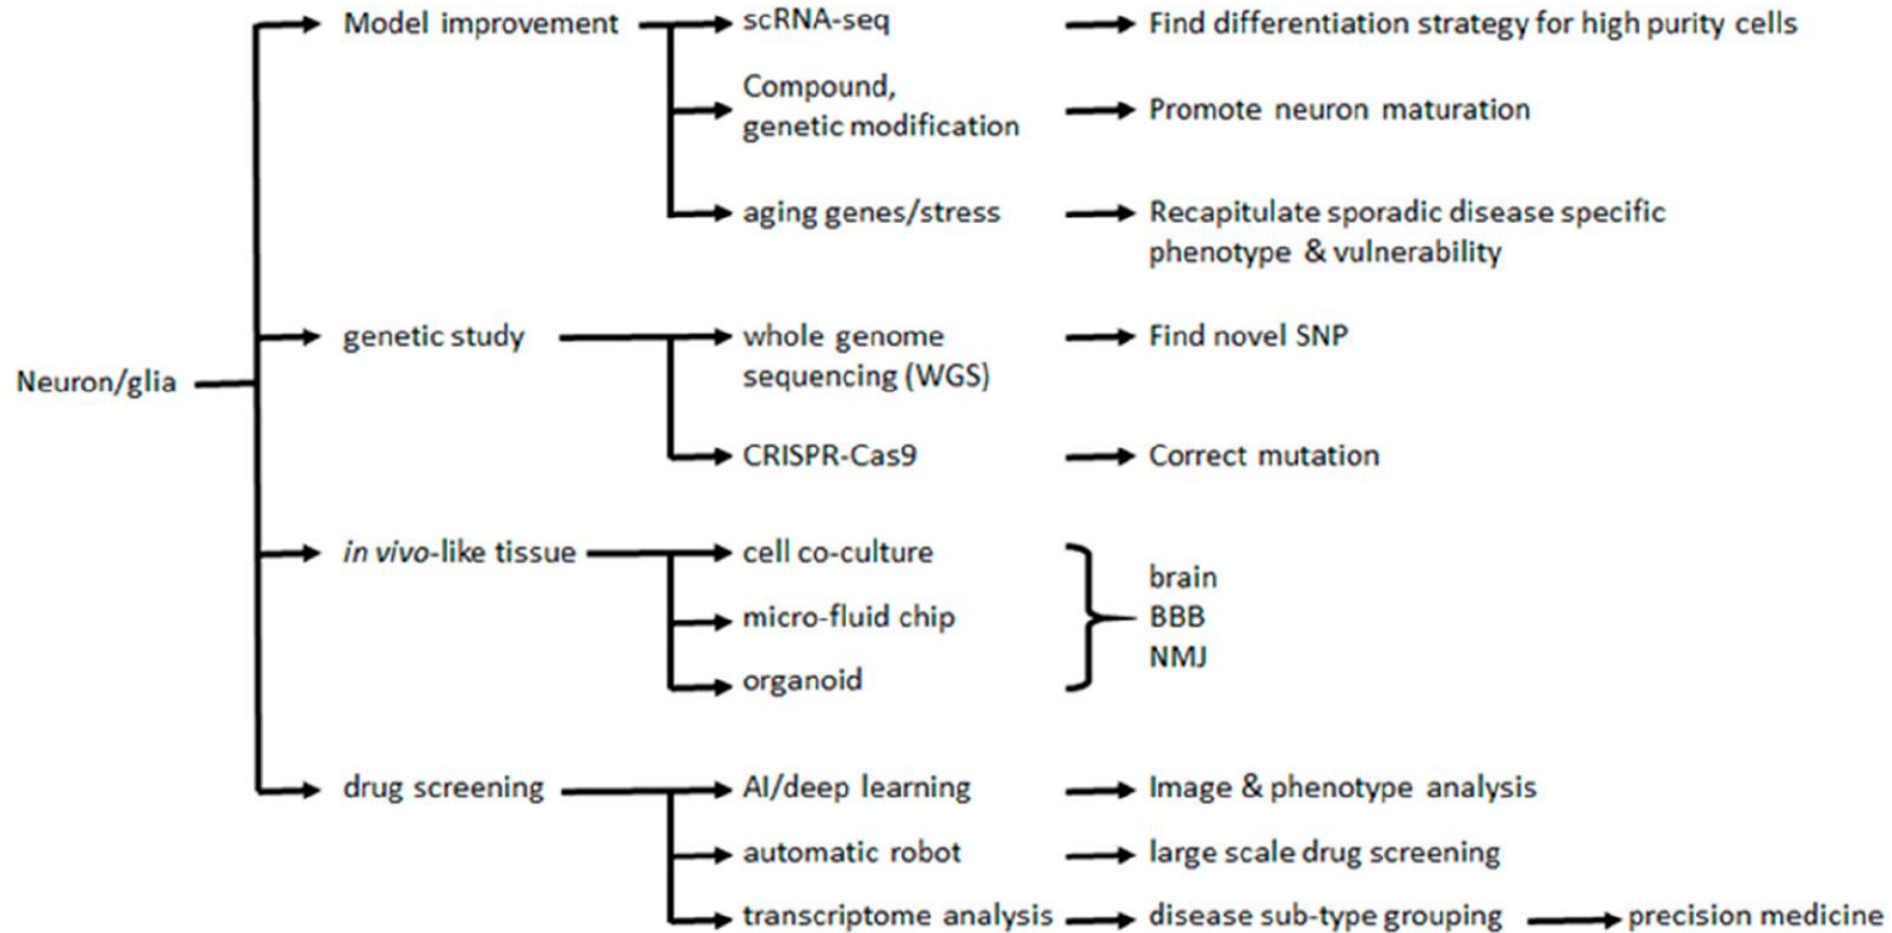 Model improvement
scRNA-seq
Find differentiation strategy for high purity cells
Compound,
genetic modification
Promote neuron maturation
aging genes/stress
Recapitulate sporadic disease specific
phenotype & vulnerability
genetic study
whole genome
sequencing (WGS)
Find novel SNP
Neuron/glia
CRISPR-Cas9
Correct mutation
in vivo-like tissue
cell co-culture
micro-fluid chip
organoid
brain
BBB
NMJ
drug screening
AI/deep learning
Image & phenotype analysis
automatic robot
large scale drug screening
transcriptome analysis
disease sub-type grouping
precision medicine